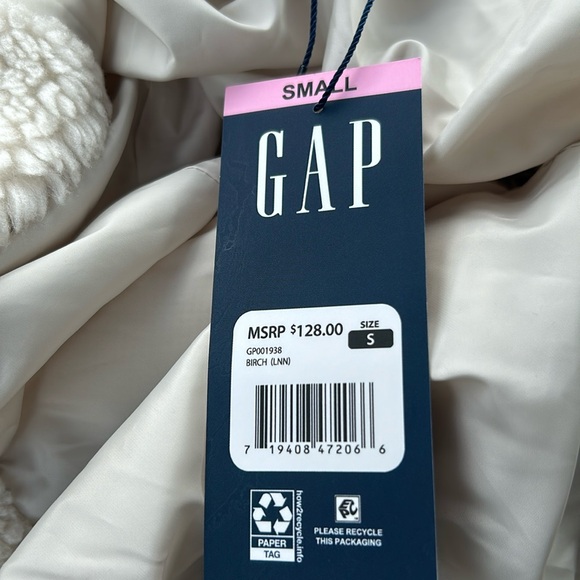 SMALL
GAP
MSRP $128.00
SIZE
S
GP001938
BIRCH (LNN)
7 19408 47206 6
how2recycle.info
PAPER
TAG
PLEASE RECYCLE
THIS PACKAGING